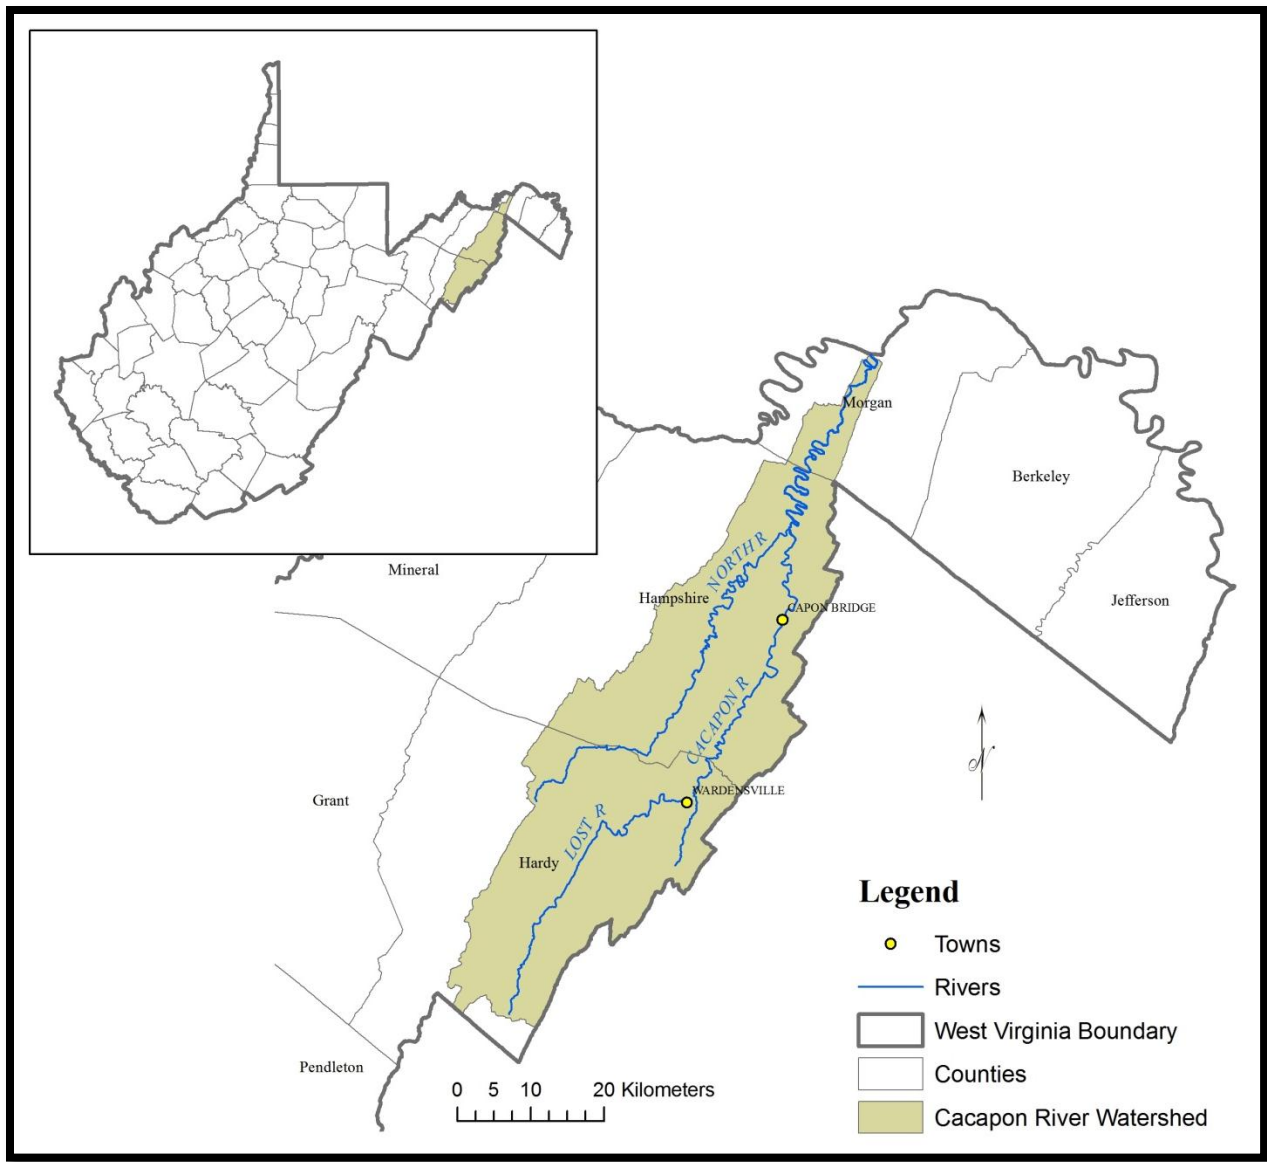 Morgan
Berkeley
Mineral
NORTH R
Hampshire
CAPON BRIDGE
Jefferson
CACAPON R
N
WARDENSVILLE
Grant
LOST R
Hardy
Legend
Towns
Rivers
West Virginia Boundary
Pendleton
Counties
0 5 10 20 Kilometers
Cacapon River Watershed